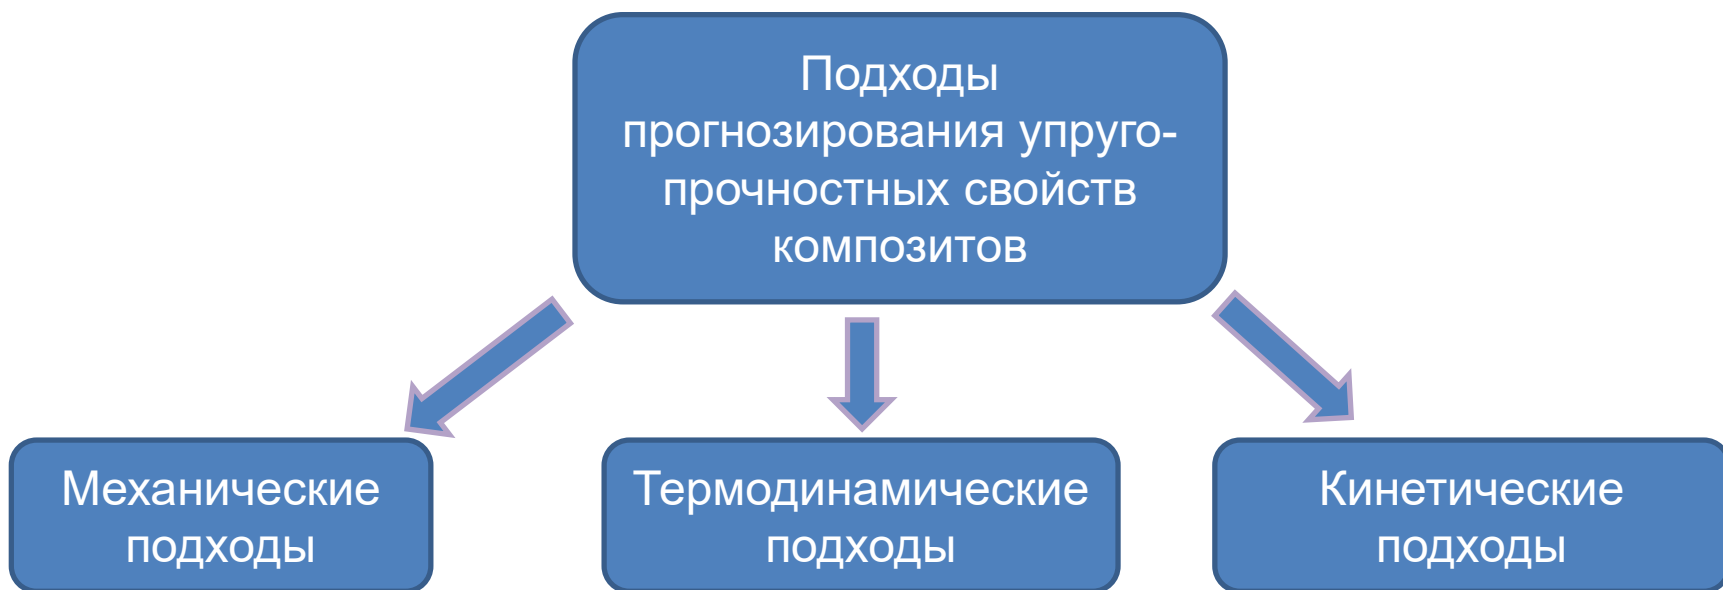 Подходы
прогнозирования упруго-
прочностных свойств
композитов
Механические
подходы
Термодинамические
подходы
Кинетические
подходы